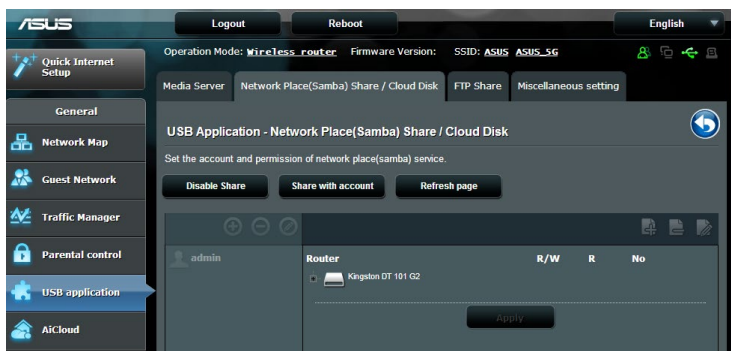 ASUS Logout Reboot English
Quick Internet Setup
Operation Mode: Wireless router Firmware Version: SSID: ASUS ASUS_5G
Media Server Network Place(Samba) Share / Cloud Disk FTP Share Miscellaneous setting
General
Network Map
Guest Network
Traffic Manager
Parental control
USB application
AiCloud
USB Application - Network Place(Samba) Share / Cloud Disk
Set the account and permission of network place(samba) service.
Disable Share Share with account Refresh page
admin
Router R/W R No
Kingston DT 101 G2
Apply